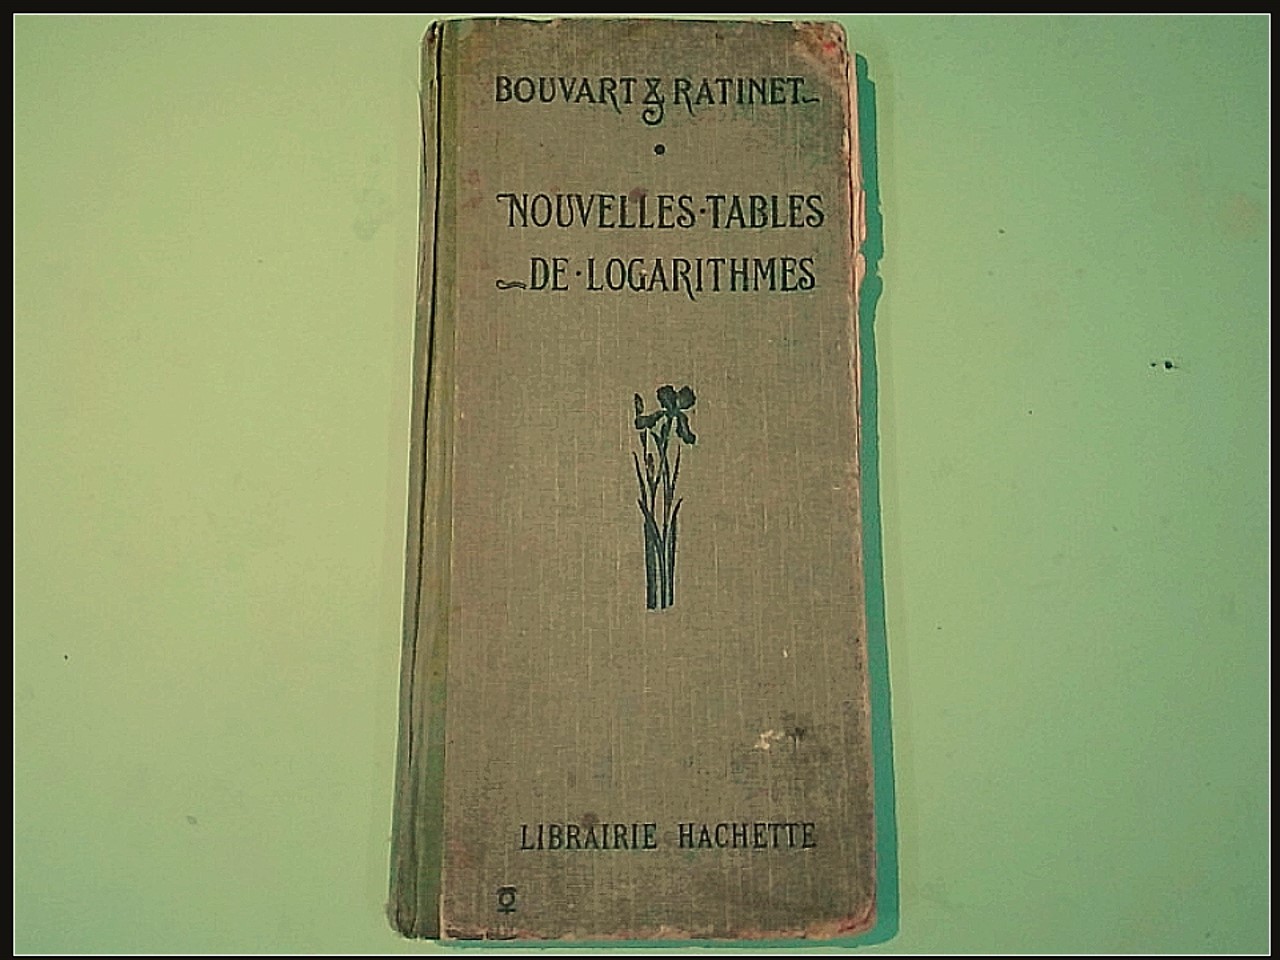 BOUVART & RATINET
NOUVELLES·TABLES
DE·LOGARITHMES
LIBRAIRIE HACHETTE